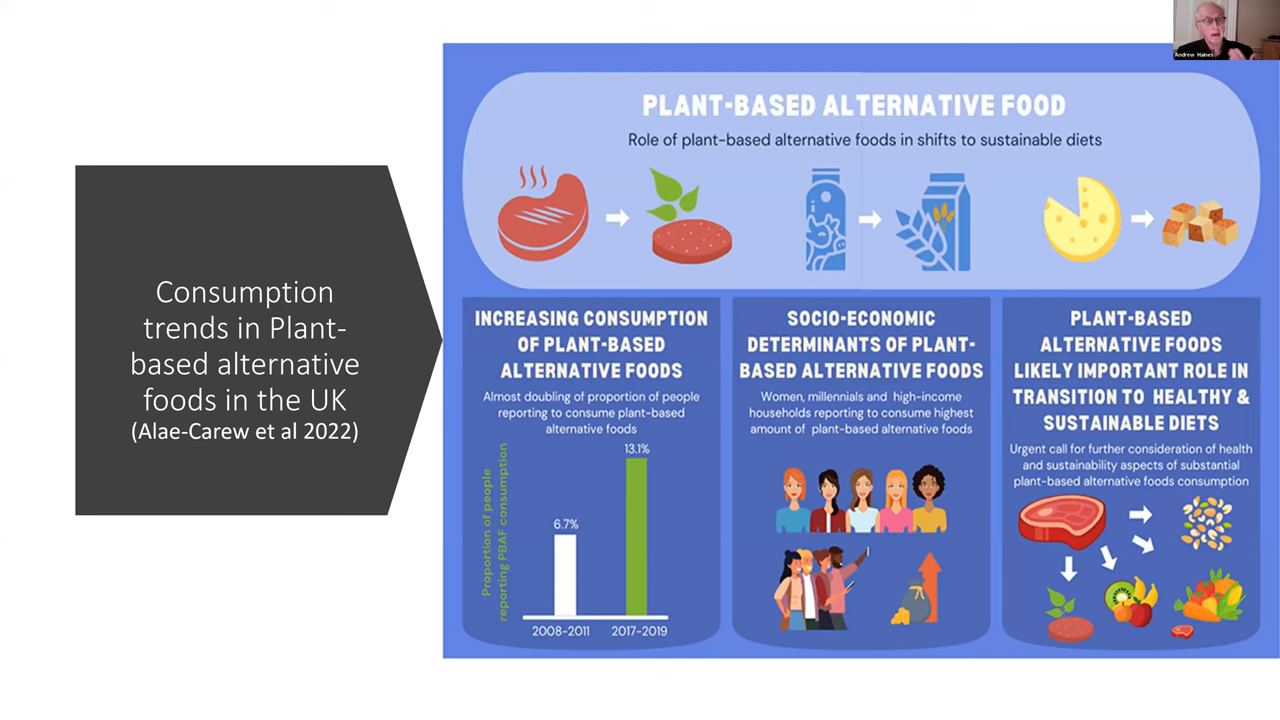 Andrew Haines
Consumption
trends in Plant-
based alternative
foods in the UK
(Alae-Carew et al 2022)
PLANT-BASED ALTERNATIVE FOOD
Role of plant-based alternative foods in shifts to sustainable diets
INCREASING CONSUMPTION
OF PLANT-BASED
ALTERNATIVE FOODS
Almost doubling of proportion of people
reporting to consume plant-based
alternative foods
Proportion of people
reporting PBAF consumption
6.7%
13.1%
2008-2011
2017-2019
SOCIO-ECONOMIC
DETERMINANTS OF PLANT-
BASED ALTERNATIVE FOODS
Women, millennials and high-income
households reporting to consume highest
amount of plant-based alternative foods
PLANT-BASED
ALTERNATIVE FOODS
LIKELY IMPORTANT ROLE IN
TRANSITION TO HEALTHY &
SUSTAINABLE DIETS
Urgent call for further consideration of health
and sustainability aspects of substantial
plant-based alternative foods consumption